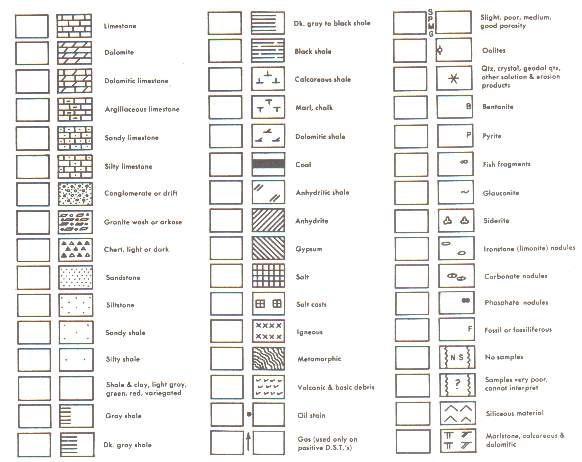 Limestone
Dolomite
Dolomitic limestone
Argillaceous limestone
Sandy limestone
Silty limestone
Conglomerate or drift
Granite wash or arkose
Chert, light or dark
Sandstone
Siltstone
Sandy shale
Silty shale
Shale & clay, light gray,
green, red, variegated
Gray shale
Dk. gray shale
Dk. gray to black shale
Black shale
Calcareous shale
Marl, chalk
Dolomitic shale
Coal
Anhydritic shale
Anhydrite
Gypsum
Salt
Salt casts
Igneous
Metamorphic
Volcanic & basic debris
Oil stain
Gas (used only on
positive D.S.T.'s)
S
P
M
G
Slight, poor, medium,
good porosity
Oolites
Qtz, crystal, geodal qtz,
other solution & erosion
products
B
Bentonite
P
Pyrite
Fish fragments
Glauconite
Siderite
Ironstone (limonite) nodules
Carbonate nodules
Phosphate nodules
F
Fossil or fossiliferous
N S
No samples
?
Samples very poor,
cannot interpret
Siliceous material
Marlstone, calcareous &
dolomitic